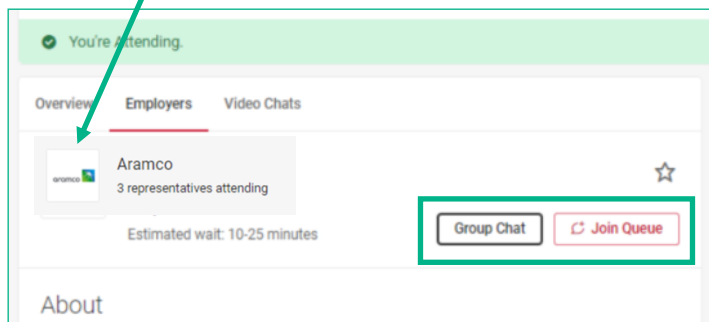 You're Attending.
Overview Employers Video Chats
aramco
Aramco
3 representatives attending
Estimated wait: 10-25 minutes
Group Chat Join Queue
About